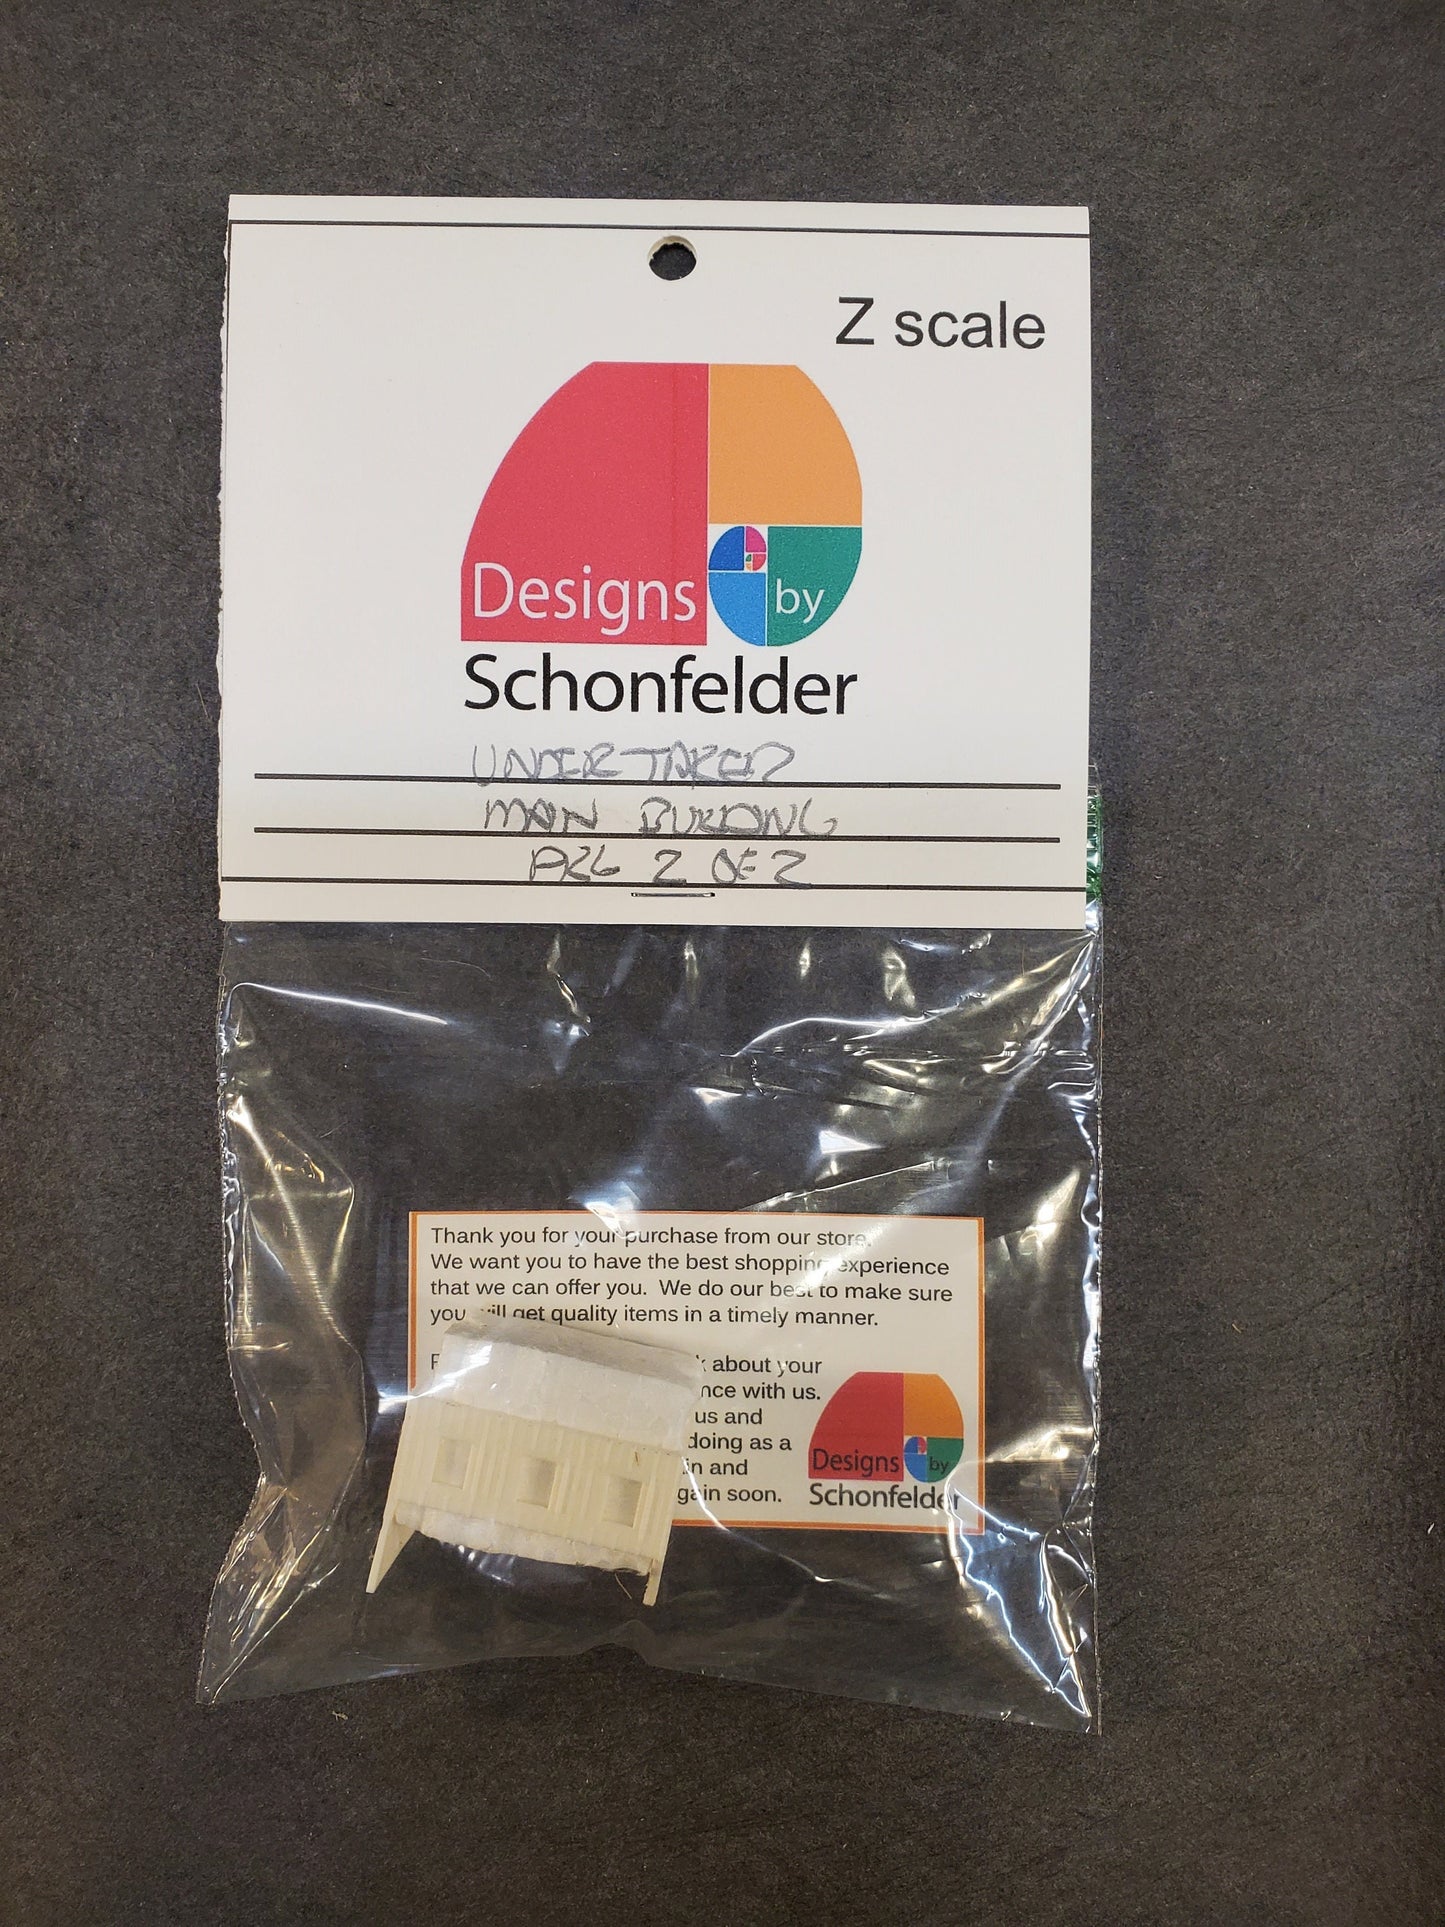 Z scale
Designs by
Schonfelder
UNDERTAKER
MAIN BUILDING
PKG 2 OF 2
Thank you for your purchase from our store.
We want you to have the best shopping experience
that we can offer you. We do our best to make sure
you will get quality items in a timely manner.
about your
with us.
us and
doing as a
and
soon.
Designs by
Schonfelder